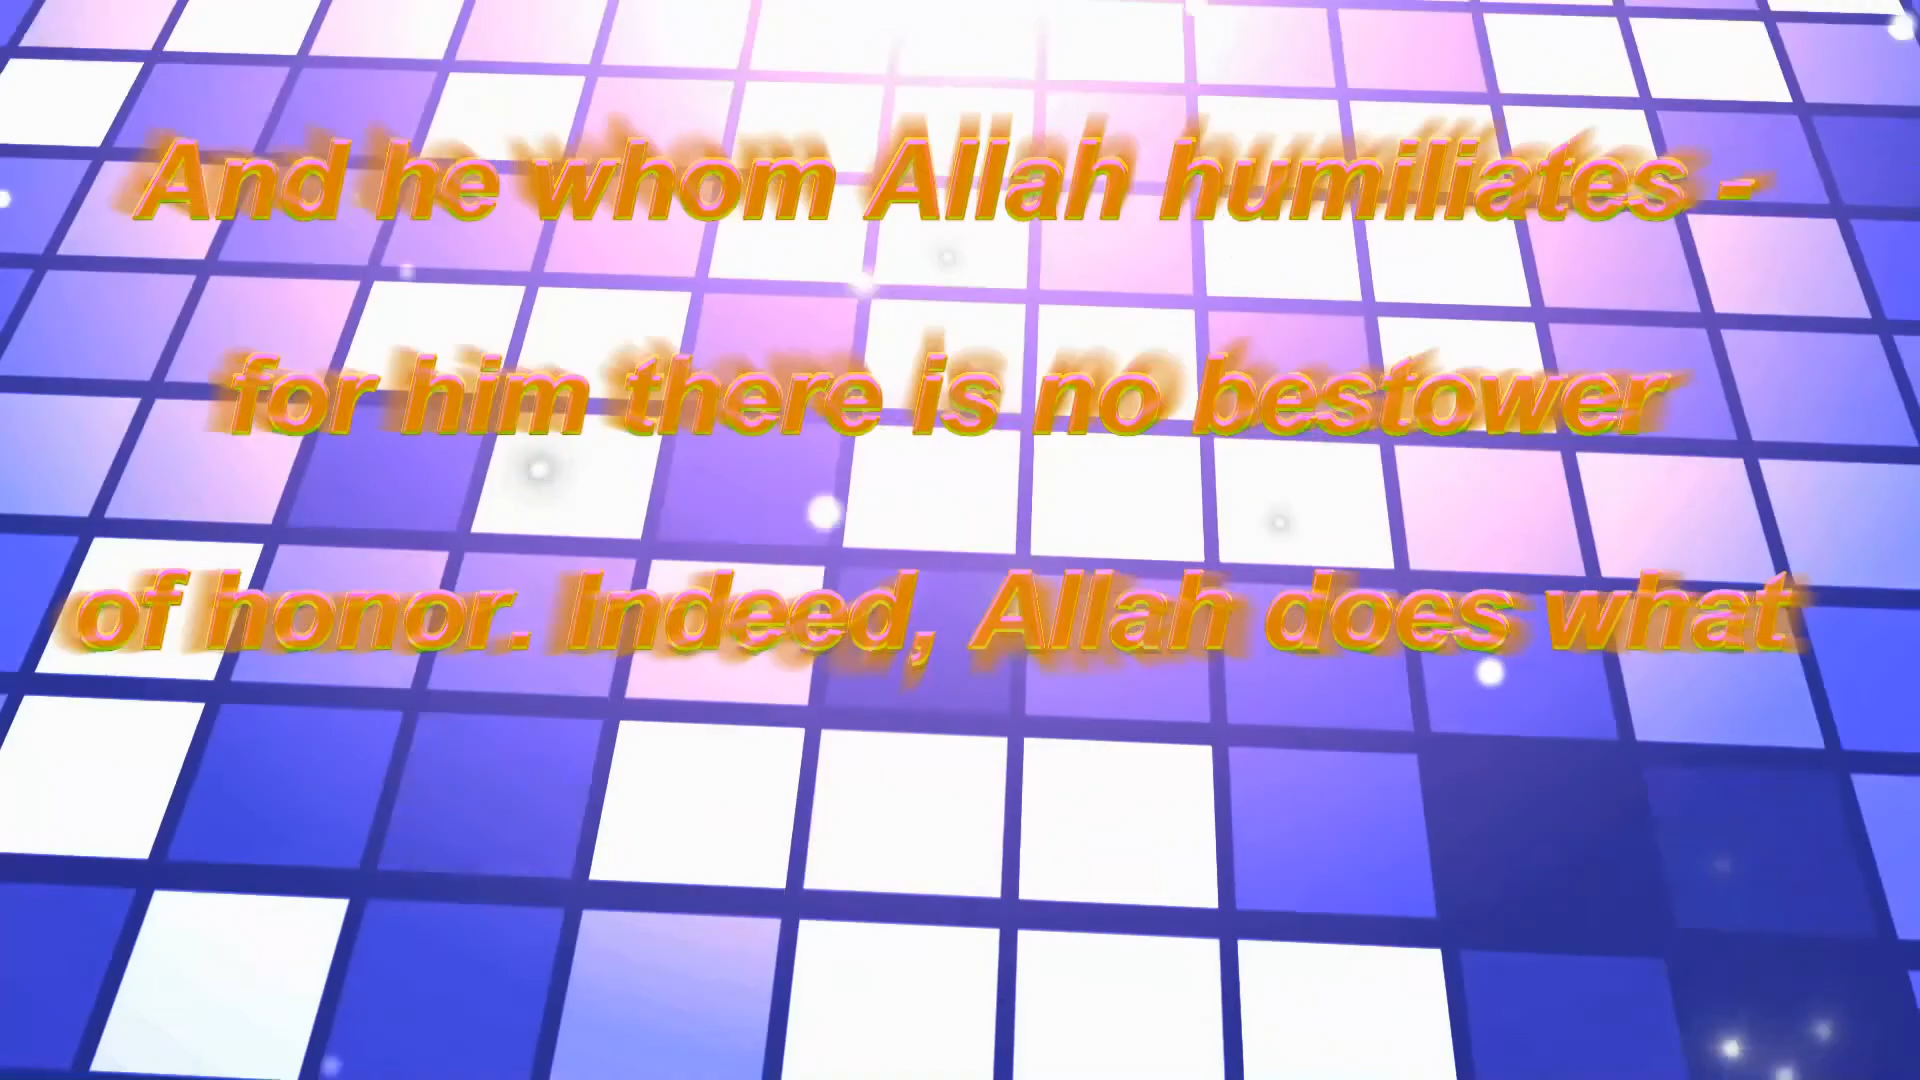 And he whom Allah humiliates -
for him there is no bestower
of honor. Indeed, Allah does what